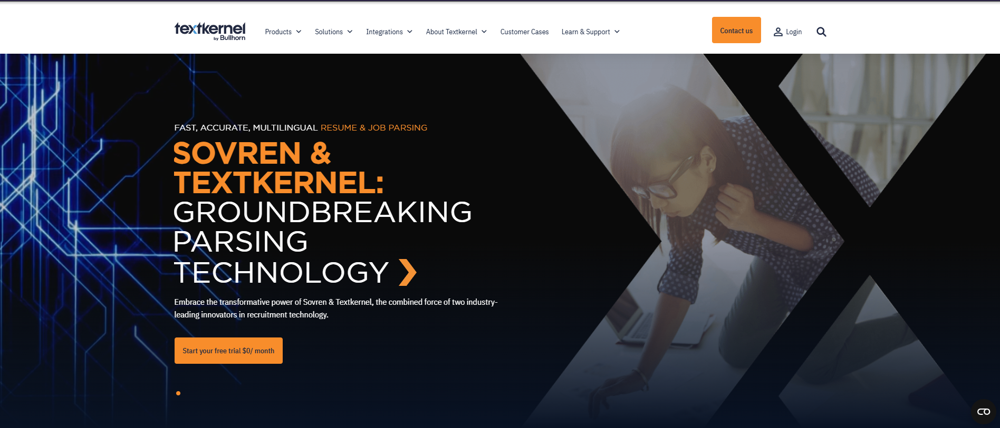 textkernel
by Bullhorn
Products
Solutions
Integrations
About Textkernel
Customer Cases
Learn & Support
Contact us
Login
FAST, ACCURATE, MULTILINGUAL RESUME & JOB PARSING
SOVREN &
TEXTKERNEL:
GROUNDBREAKING
PARSING
TECHNOLOGY
Embrace the transformative power of Sovren & Textkernel, the combined force of two industry-
leading innovators in recruitment technology.
Start your free trial $0/ month